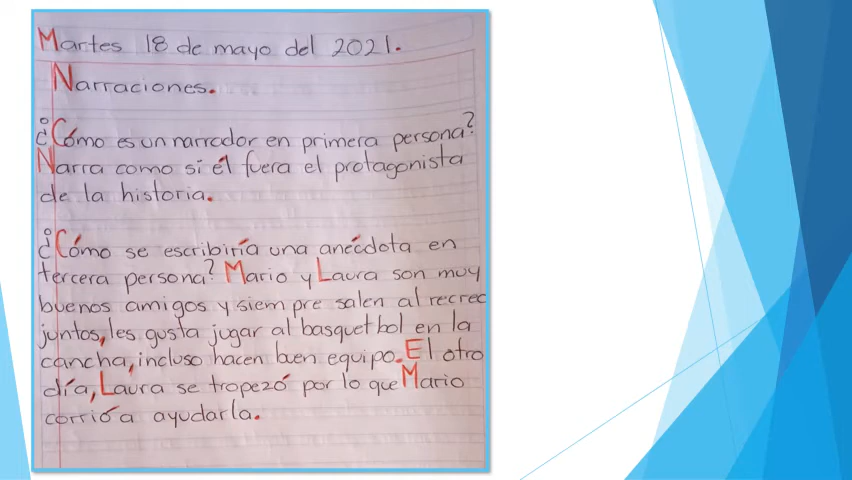 Martes 18 de mayo del 2021.
Narraciones.
¿Cómo es un narrador en primera persona?
Narra como si él fuera el protagonista
de la historia.
¿Cómo se escribiría una anécdota en
tercera persona? Mario y Laura son muy
buenos amigos y siempre salen al recreo
juntos, les gusta jugar al basquetbol en la
cancha, incluso hacen buen equipo. El otro
día, Laura se tropezó por lo que Mario
corrió a ayudarla.